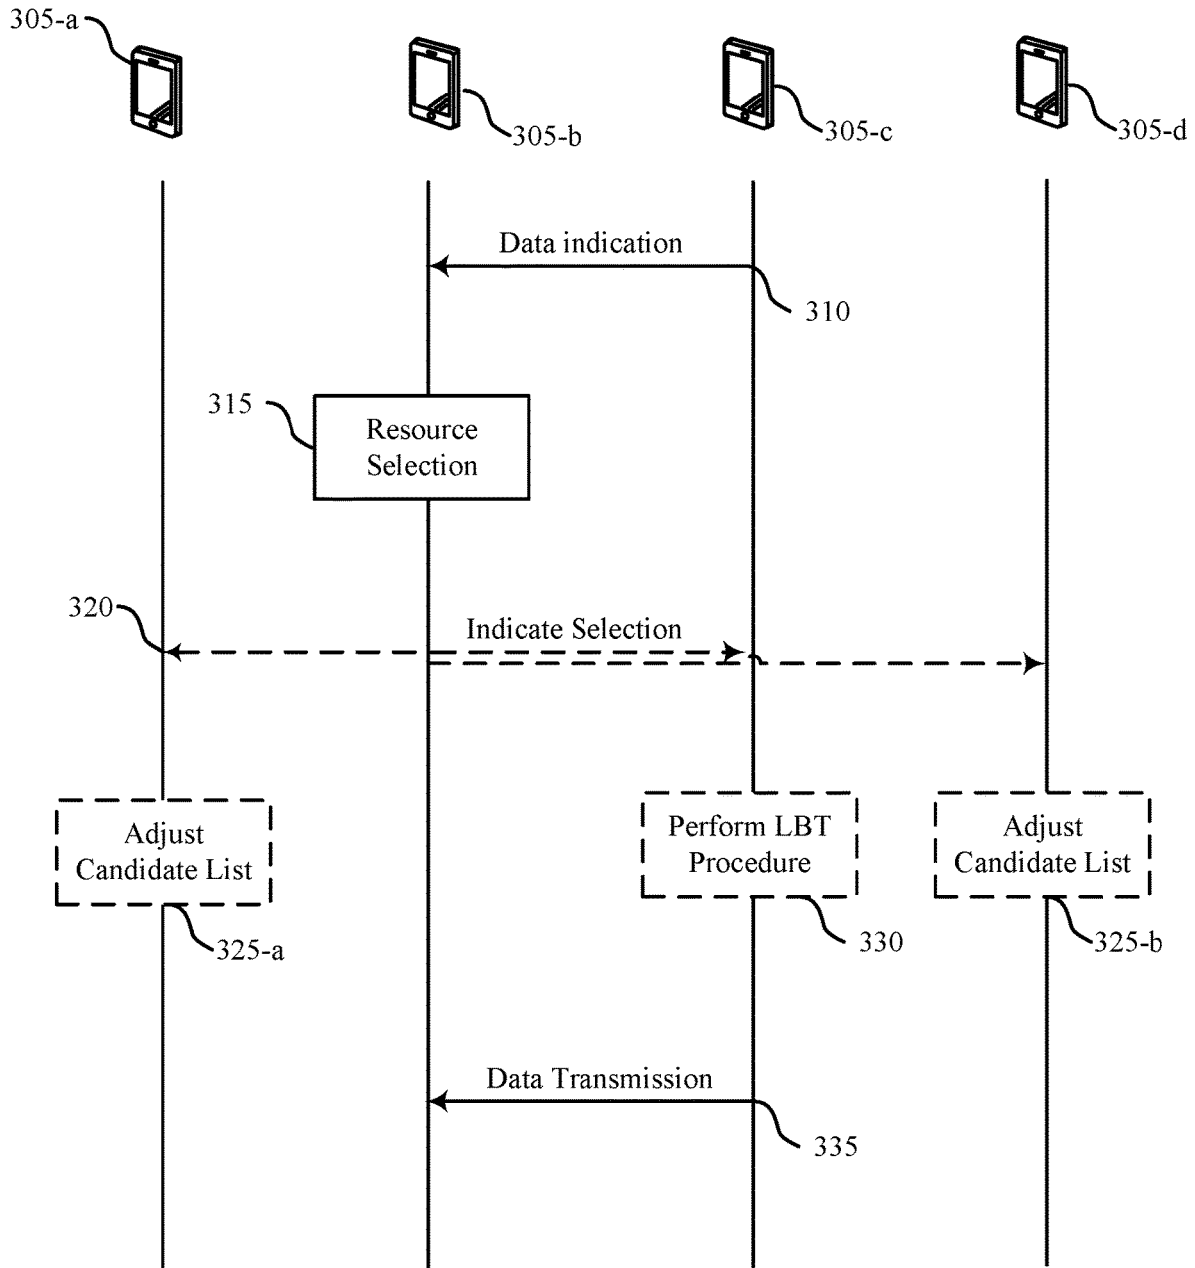 305-a
305-b
305-c
305-d
Data indication
310
315
Resource
Selection
320
Indicate Selection
Adjust
Candidate List
325-a
Perform LBT
Procedure
330
Adjust
Candidate List
325-b
Data Transmission
335